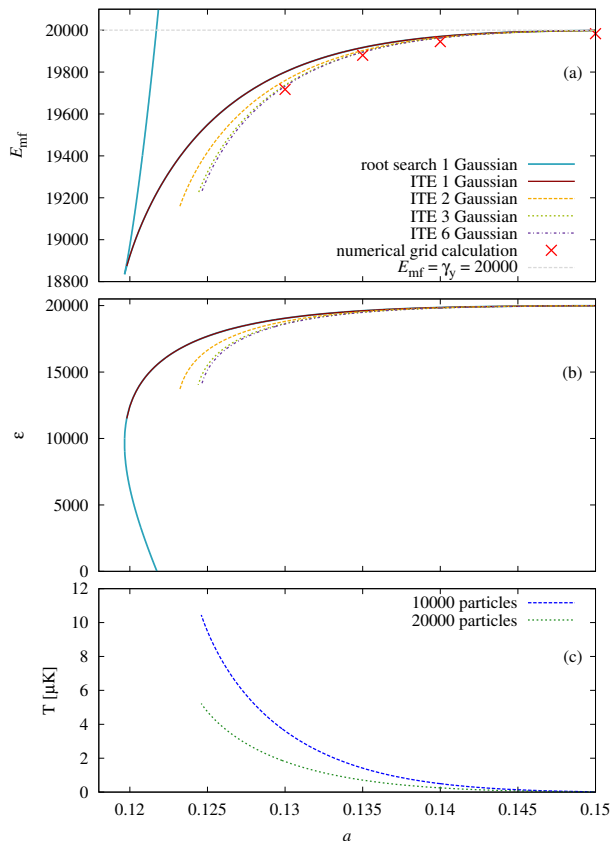 20000
19800
19600
19400
19200
19000
18800
E_mf
(a)
root search 1 Gaussian
ITE 1 Gaussian
ITE 2 Gaussian
ITE 3 Gaussian
ITE 6 Gaussian
numerical grid calculation
E_mf = γ_y = 20000
20000
15000
10000
5000
0
ε
(b)
12
10
8
6
4
2
0
T [μK]
10000 particles
20000 particles
(c)
0.12 0.125 0.13 0.135 0.14 0.145 0.15
a